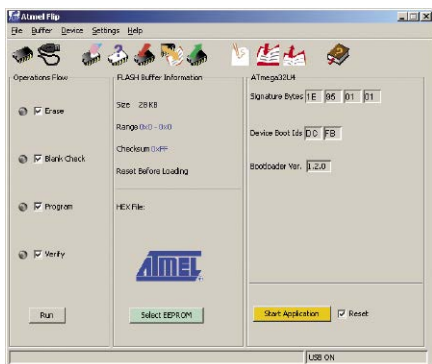 Atmel Flip
File Buffer Device Settings Help
Operations Flow
Erase
Blank Check
Program
Verify
Run
FLASH Buffer Information
Size 28 KB
Range 0x0 - 0x0
Checksum 0xFF
Reset Before Loading
HEX File:
ATMEL
Select EEPROM
ATmega32U4
Signature Bytes 1E 95 01 01
Device Boot Ids DC FB
Bootloader Ver. 1.2.0
Start Application Reset
USB ON